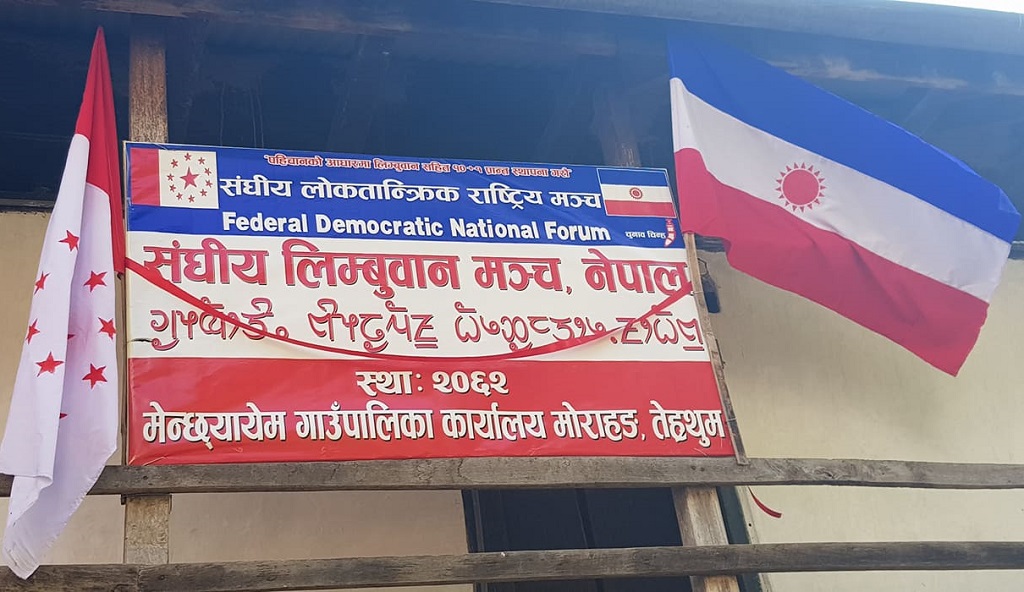 "पहिचानको आधारमा लिम्बुवान सहित १०+१ प्रान्त स्थापना गरौं"
संघीय लोकतान्क्रिक राष्ट्रिय मञ्च
Federal Democratic National Forum
चुनाव चिन्ह
संघीय लिम्बुवान मञ्च, नेपाल
स्था: २०६२
मेन्छ्यायेम गाउँपालिका कार्यालय मोराहङ, तेह्रथुम